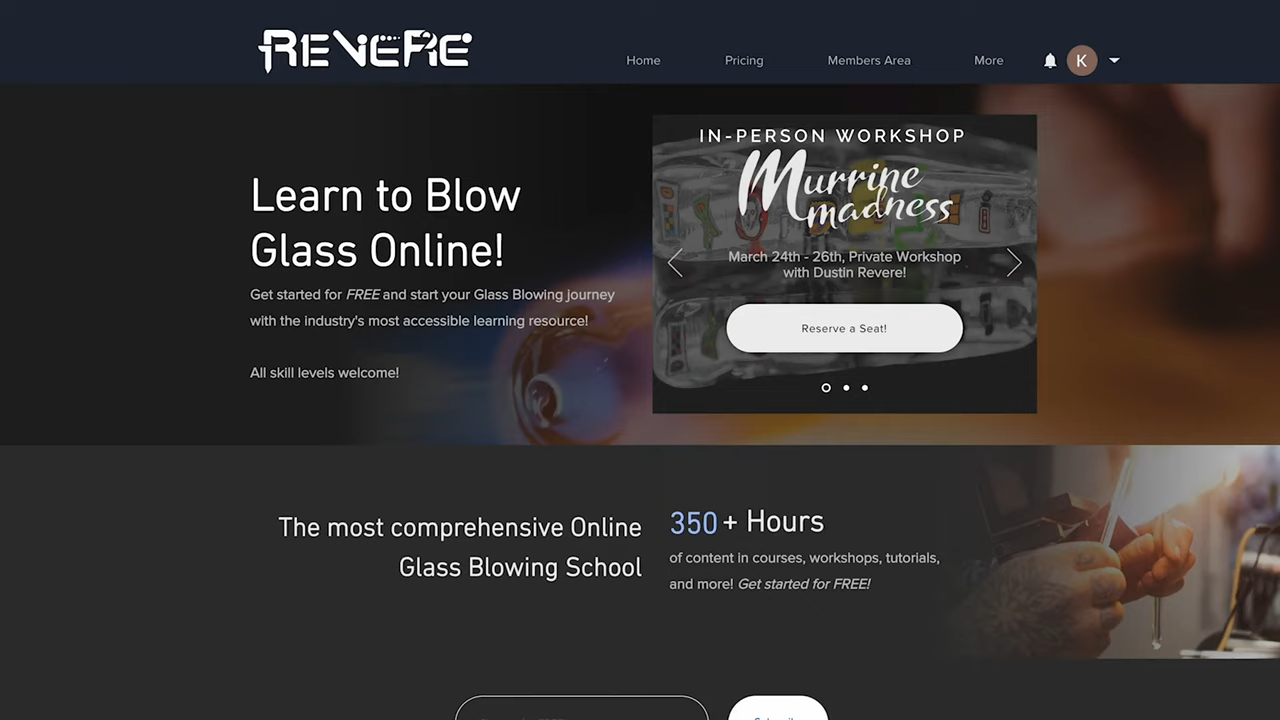 REVERE
Home
Pricing
Members Area
More
K
Learn to Blow
Glass Online!
Get started for FREE and start your Glass Blowing journey
with the industry's most accessible learning resource!
All skill levels welcome!
IN-PERSON WORKSHOP
Murrine
madness
March 24th - 26th, Private Workshop
with Dustin Revere!
Reserve a Seat!
The most comprehensive Online
Glass Blowing School
350+ Hours
of content in courses, workshops, tutorials,
and more! Get started for FREE!